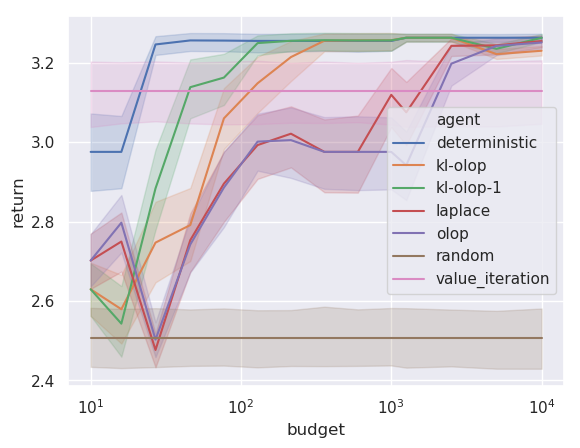 3.2
3.0
2.8
2.6
2.4
return
10¹
10²
10³
10⁴
budget
agent
deterministic
kl-olop
kl-olop-1
laplace
olop
random
value_iteration